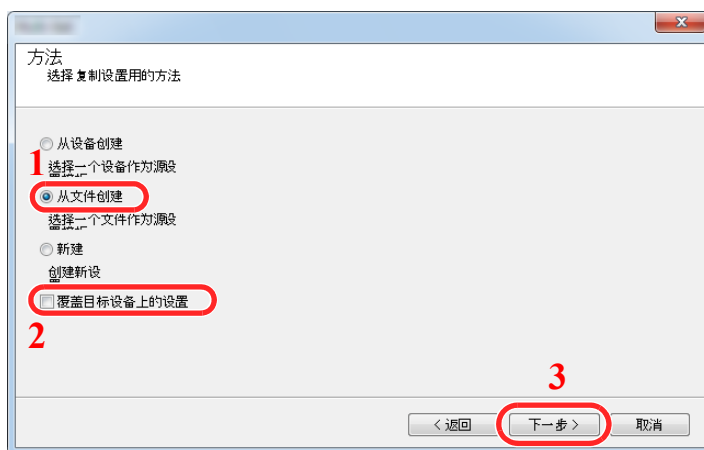 方法
选择复制设置用的方法
从设备创建
1
选择一个设备作为源设
从文件创建
选择一个文件作为源设
新建
创建新设
覆盖目标设备上的设置
2
3
< 返回
下一步 >
取消